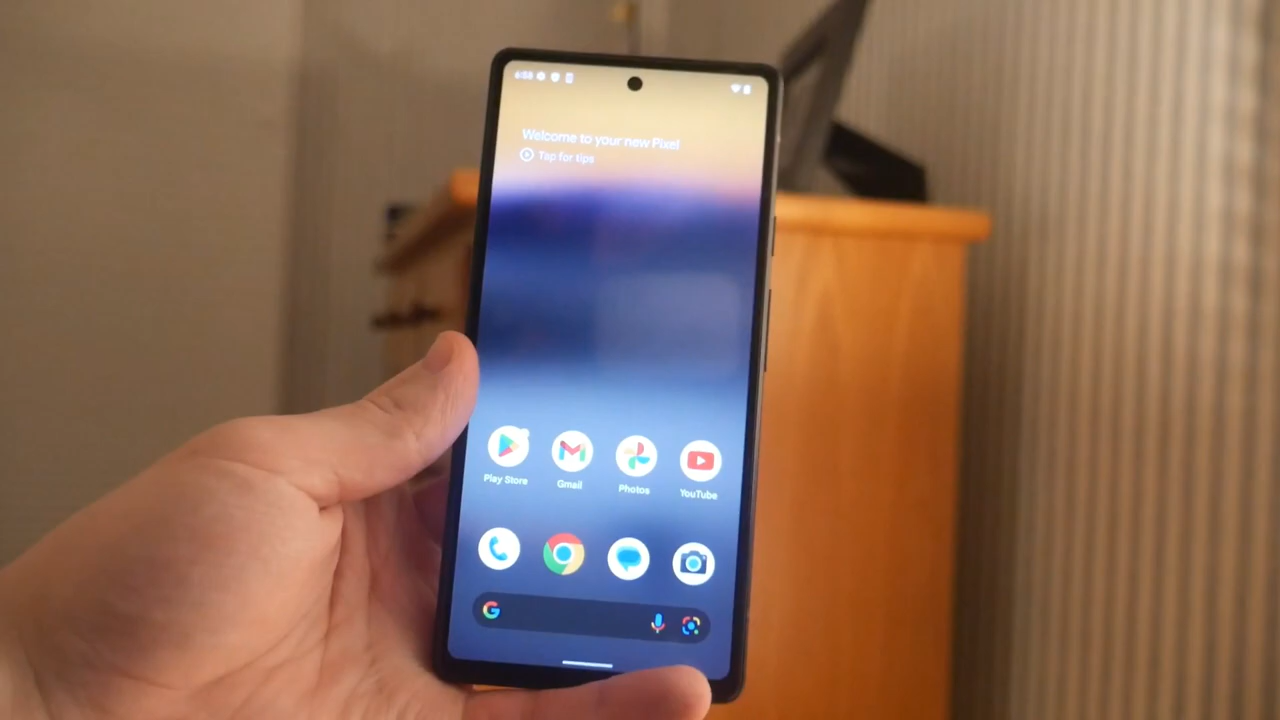 Welcome to your new Pixel
Tap for tips
Play Store
Gmail
Photos
YouTube